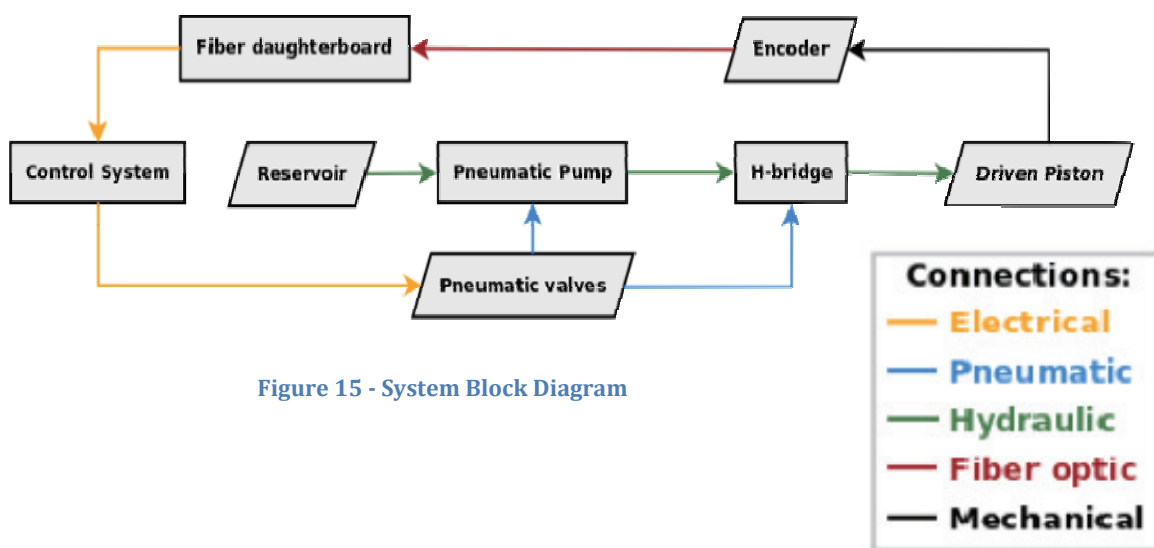 Fiber daughterboard
Encoder
Control System
Reservoir
Pneumatic Pump
H-bridge
Driven Piston
Pneumatic valves
Connections:
Electrical
Pneumatic
Hydraulic
Fiber optic
Mechanical
Figure 15 - System Block Diagram